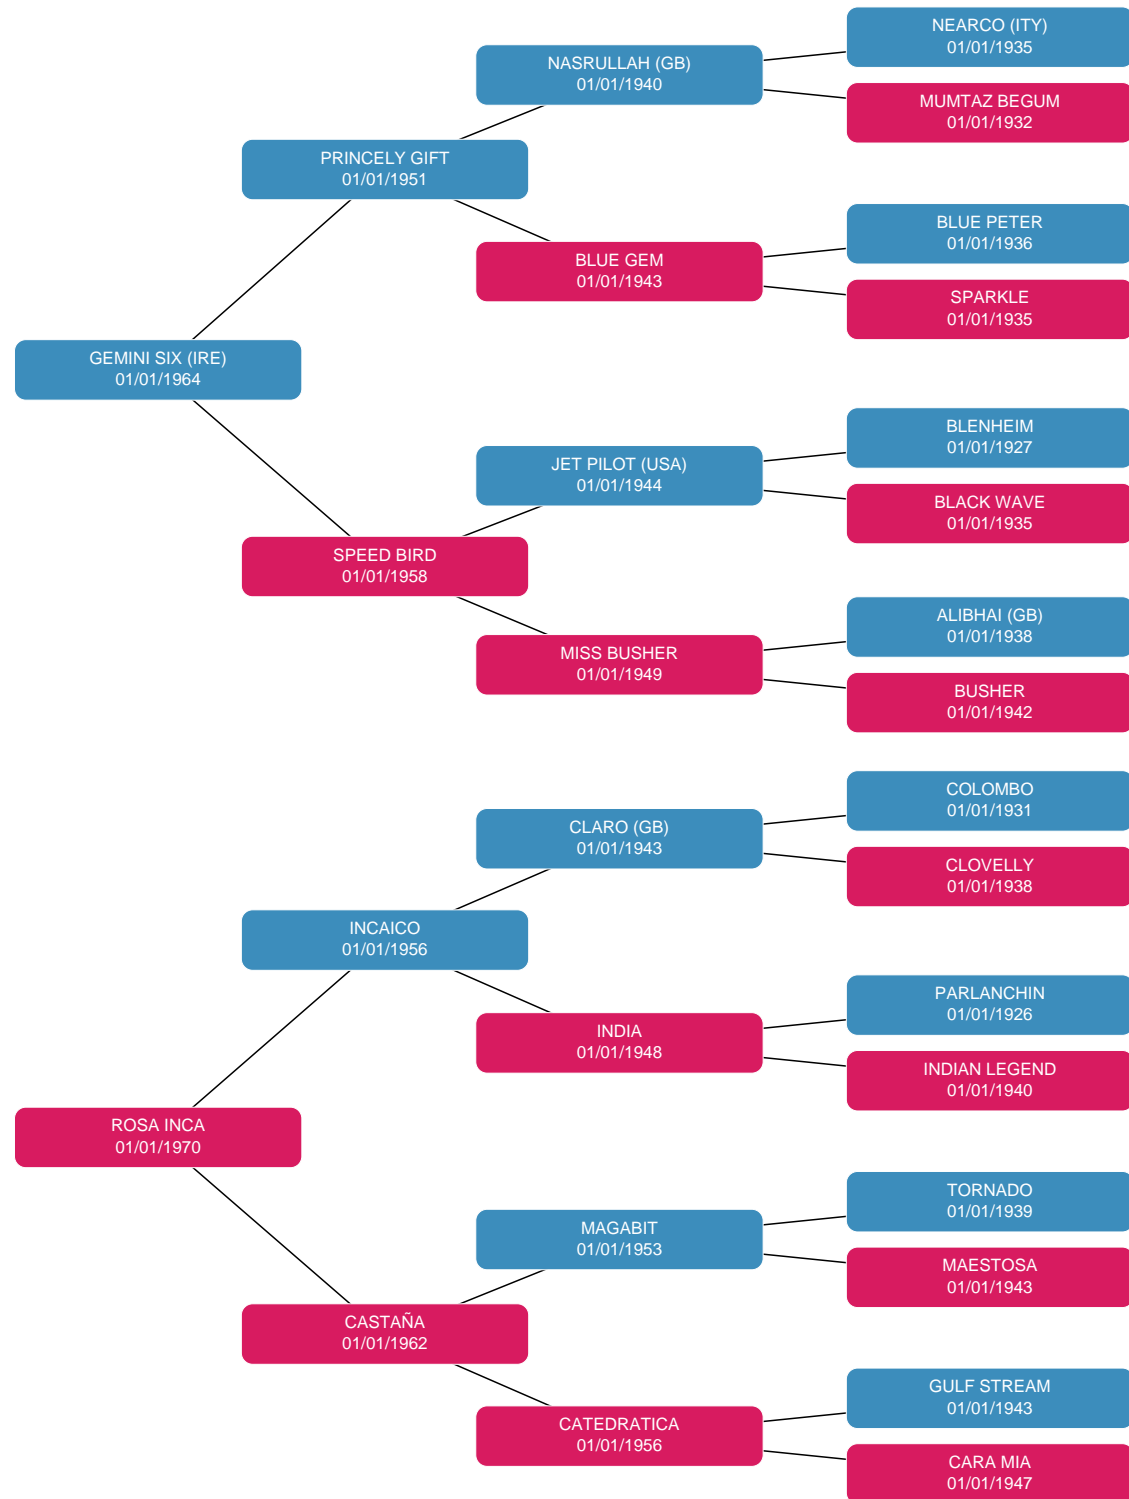 NEARCO (ITY)
01/01/1935
NASRULLAH (GB)
01/01/1940
MUMTAZ BEGUM
01/01/1932
PRINCELY GIFT
01/01/1951
BLUE PETER
01/01/1936
BLUE GEM
01/01/1943
SPARKLE
01/01/1935
GEMINI SIX (IRE)
01/01/1964
BLENHEIM
01/01/1927
JET PILOT (USA)
01/01/1944
BLACK WAVE
01/01/1935
SPEED BIRD
01/01/1958
ALIBHAI (GB)
01/01/1938
MISS BUSHER
01/01/1949
BUSHER
01/01/1942
COLOMBO
01/01/1931
CLARO (GB)
01/01/1943
CLOVELLY
01/01/1938
INCAICO
01/01/1956
PARLANCHIN
01/01/1926
INDIA
01/01/1948
INDIAN LEGEND
01/01/1940
ROSA INCA
01/01/1970
TORNADO
01/01/1939
MAGABIT
01/01/1953
MAESTOSA
01/01/1943
CASTAÑA
01/01/1962
GULF STREAM
01/01/1943
CATEDRATICA
01/01/1956
CARA MIA
01/01/1947